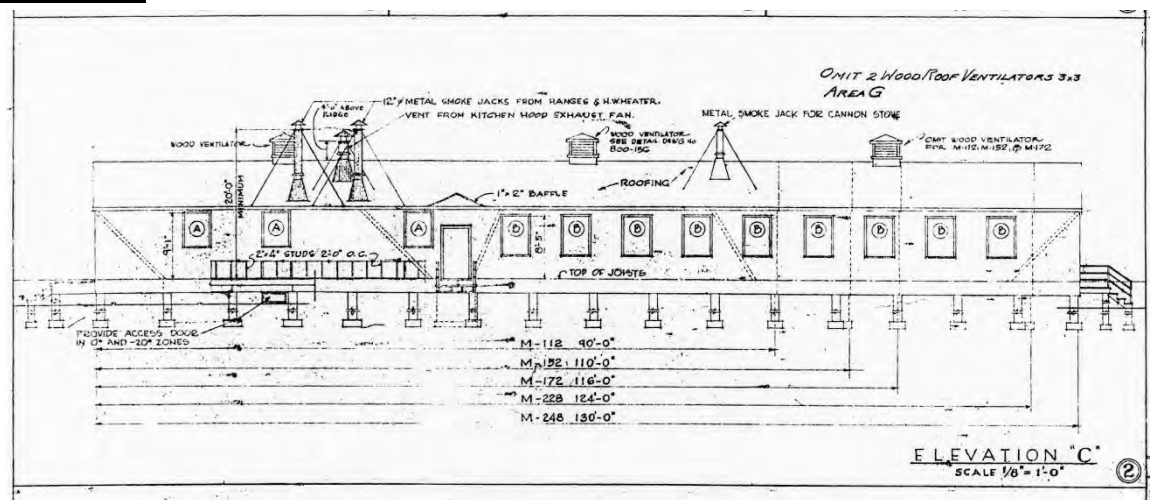 OMIT 2 WOOD ROOF VENTILATORS 3x3
AREA G
12"ø METAL SMOKE JACKS FROM RANGES & H.W.HEATER.
4'-0" ABOVE
RIDGE
VENT FROM KITCHEN HOOD EXHAUST FAN.
METAL SMOKE JACK FOR CANNON STOVE
WOOD VENTILATOR
WOOD VENTILATOR
SEE DETAIL DRWG No
800-156
OMIT WOOD VENTILATOR
FOR M-112, M-152, & M-172
20'-0"
MINIMUM
ROOFING
1"x 2" BAFFLE
A
A
A
B
B
B
B
B
B
B
B
B
9'-1"
8'-5"
2"x4" STUDS 2'-0" O.C.
TOP OF JOISTS
PROVIDE ACCESS DOOR
IN 0° AND -20° ZONES
M-112 90'-0"
M-152 110'-0"
M-172 116'-0"
M-228 124'-0"
M-248 130'-0"
ELEVATION "C"
SCALE 1/8" = 1'-0"
2